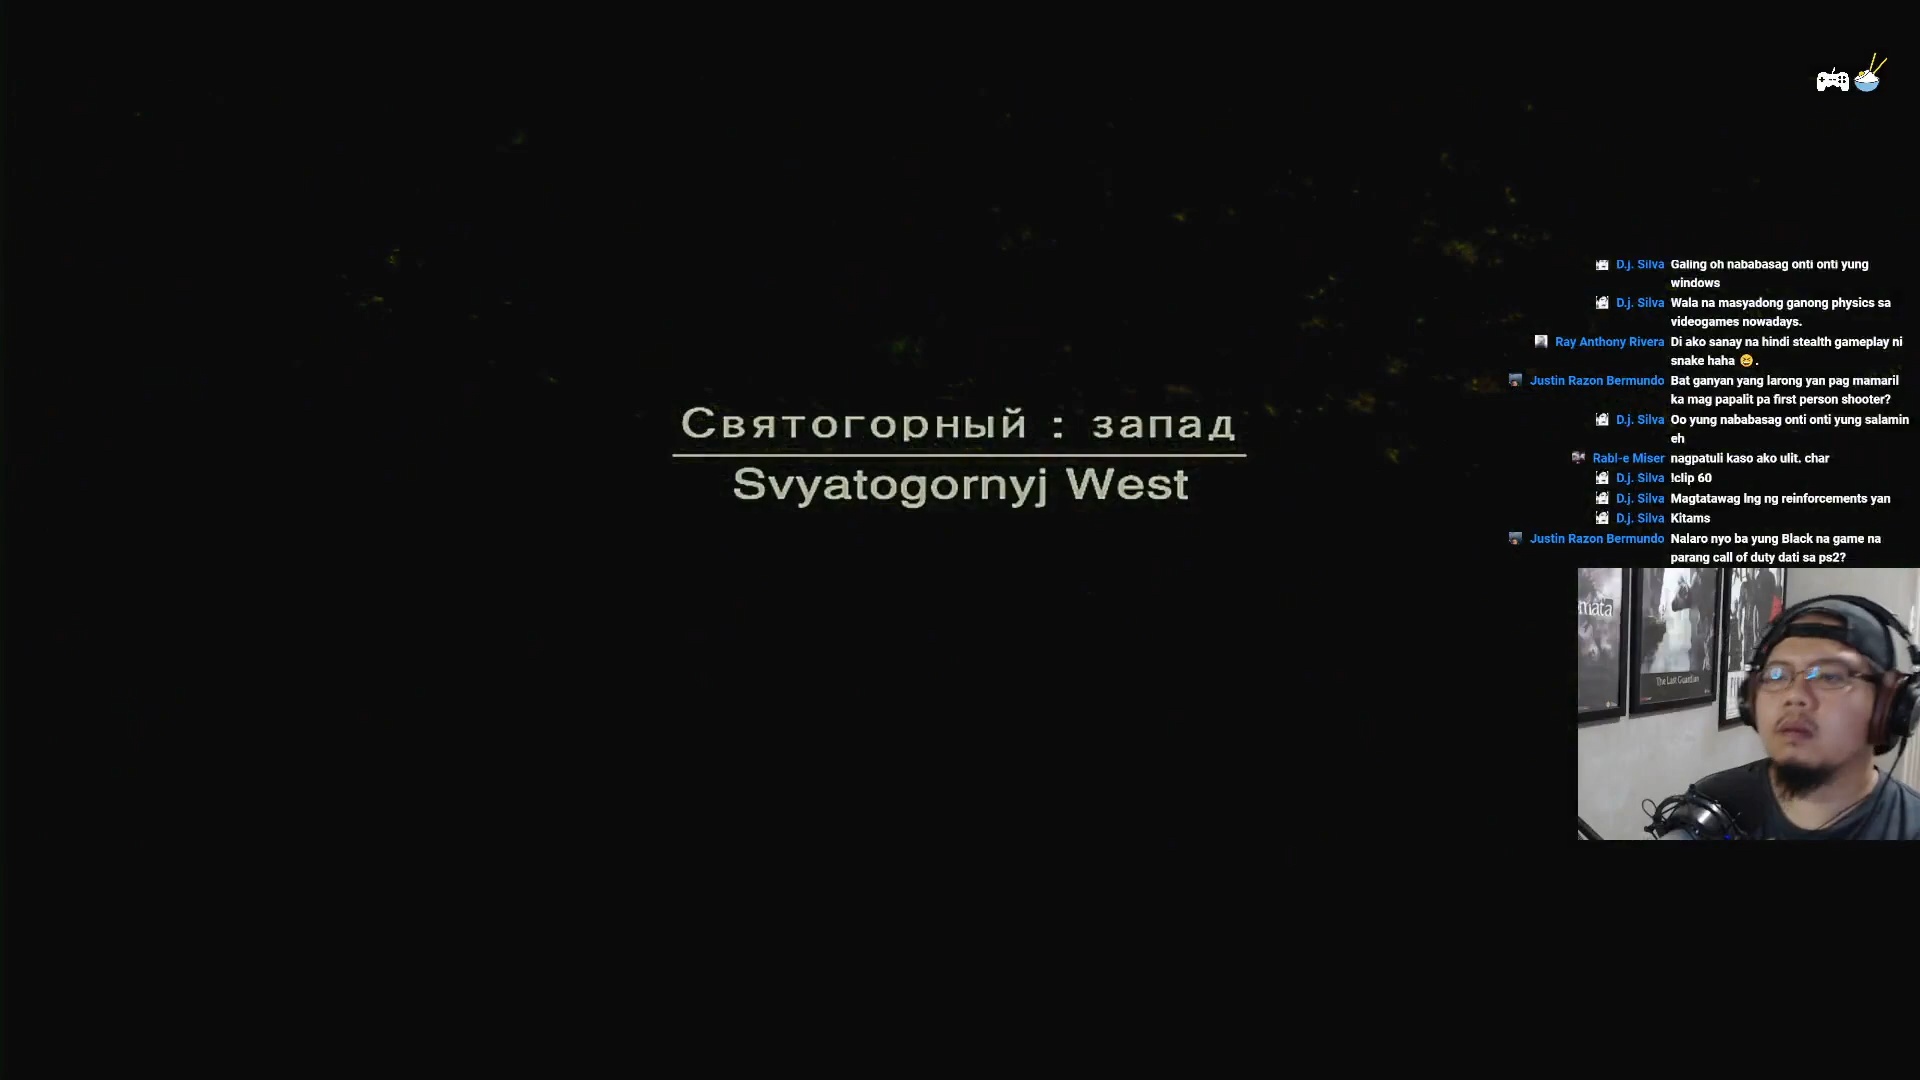 Святогорный : запад
Svyatogornyj West
D.j. Silva Galing oh nababasag onti onti yung
windows
D.j. Silva Wala na masyadong ganong physics sa
videogames nowadays.
Ray Anthony Rivera Di ako sanay na hindi stealth gameplay ni
snake haha 😆 .
Justin Razon Bermundo Bat ganyan yang larong yan pag mamaril
ka mag papalit pa first person shooter?
D.j. Silva Oo yung nababasag onti onti yung salamin
eh
Rabl-e Miser nagpatuli kaso ako ulit. char
D.j. Silva !clip 60
D.j. Silva Magtatawag lng ng reinforcements yan
D.j. Silva Kitams
Justin Razon Bermundo Nalaro nyo ba yung Black na game na
parang call of duty dati sa ps2?
mata
The Last Guardian